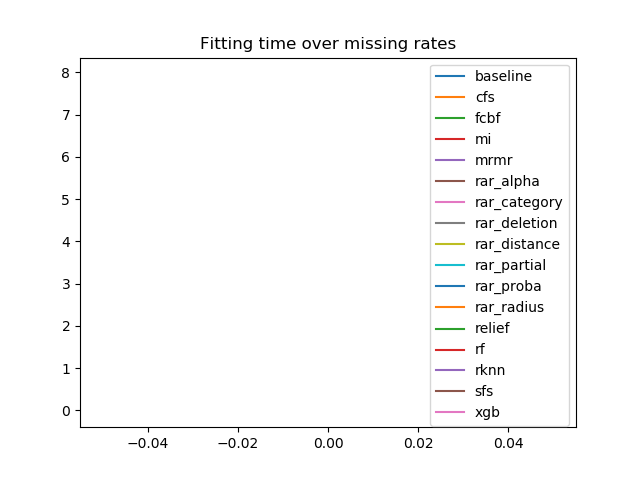 Fitting time over missing rates
8
7
6
5
4
3
2
1
0
baseline
cfs
fcbf
mi
mrmr
rar_alpha
rar_category
rar_deletion
rar_distance
rar_partial
rar_proba
rar_radius
relief
rf
rknn
sfs
xgb
−0.04 −0.02 0.00 0.02 0.04